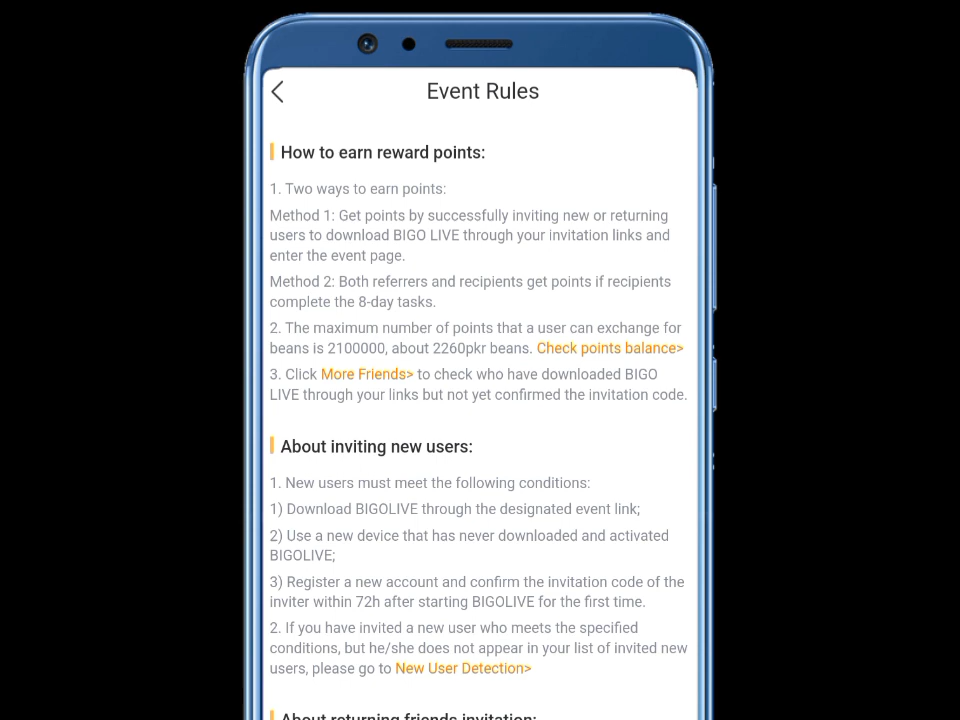 Event Rules
How to earn reward points:
1. Two ways to earn points:
Method 1: Get points by successfully inviting new or returning
users to download BIGO LIVE through your invitation links and
enter the event page.
Method 2: Both referrers and recipients get points if recipients
complete the 8-day tasks.
2. The maximum number of points that a user can exchange for
beans is 2100000, about 2260pkr beans. Check points balance>
3. Click More Friends> to check who have downloaded BIGO
LIVE through your links but not yet confirmed the invitation code.
About inviting new users:
1. New users must meet the following conditions:
1) Download BIGOLIVE through the designated event link;
2) Use a new device that has never downloaded and activated
BIGOLIVE;
3) Register a new account and confirm the invitation code of the
inviter within 72h after starting BIGOLIVE for the first time.
2. If you have invited a new user who meets the specified
conditions, but he/she does not appear in your list of invited new
users, please go to New User Detection>
About returning friends invitation: